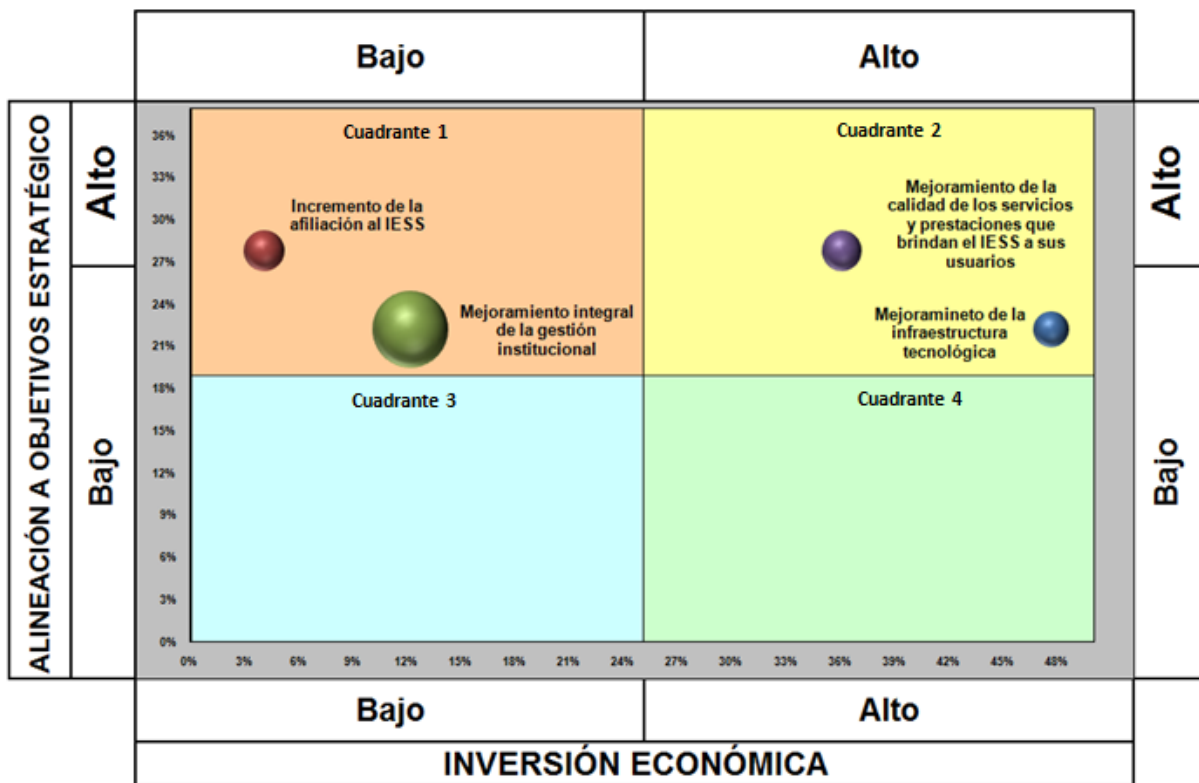 Bajo
Alto
ALINEACIÓN A OBJETIVOS ESTRATÉGICO
Alto
Bajo
Alto
Bajo
Cuadrante 1
Cuadrante 2
36%
33%
30%
27%
24%
21%
18%
15%
12%
9%
6%
3%
0%
Incremento de la
afiliación al IESS
Mejoramiento integral
de la gestión
institucional
Mejoramiento de la
calidad de los servicios
y prestaciones que
brindan el IESS a sus
usuarios
Mejoramineto de la
infraestructura
tecnológica
Cuadrante 3
Cuadrante 4
0% 3% 6% 9% 12% 15% 18% 21% 24% 27% 30% 33% 36% 39% 42% 45% 48%
Bajo
Alto
INVERSIÓN ECONÓMICA